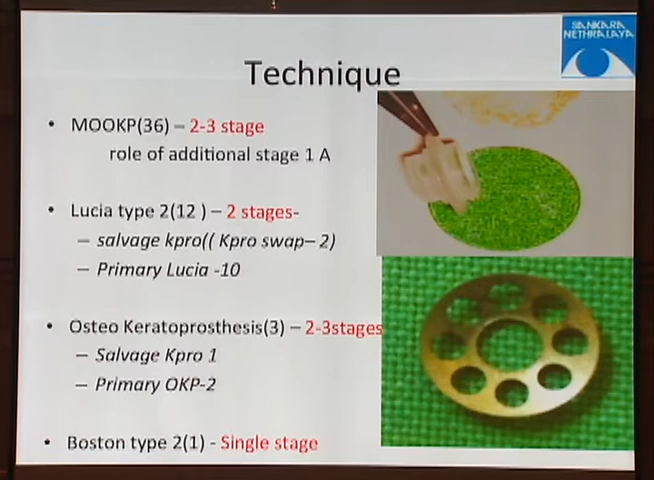 SANKARA
NETHRALAYA
Technique
• MOOKP(36) – 2-3 stage
role of additional stage 1 A
• Lucia type 2(12 ) – 2 stages-
– salvage kpro(( Kpro swap– 2)
– Primary Lucia -10
• Osteo Keratoprosthesis(3) – 2-3stages
– Salvage Kpro 1
– Primary OKP-2
• Boston type 2(1) - Single stage